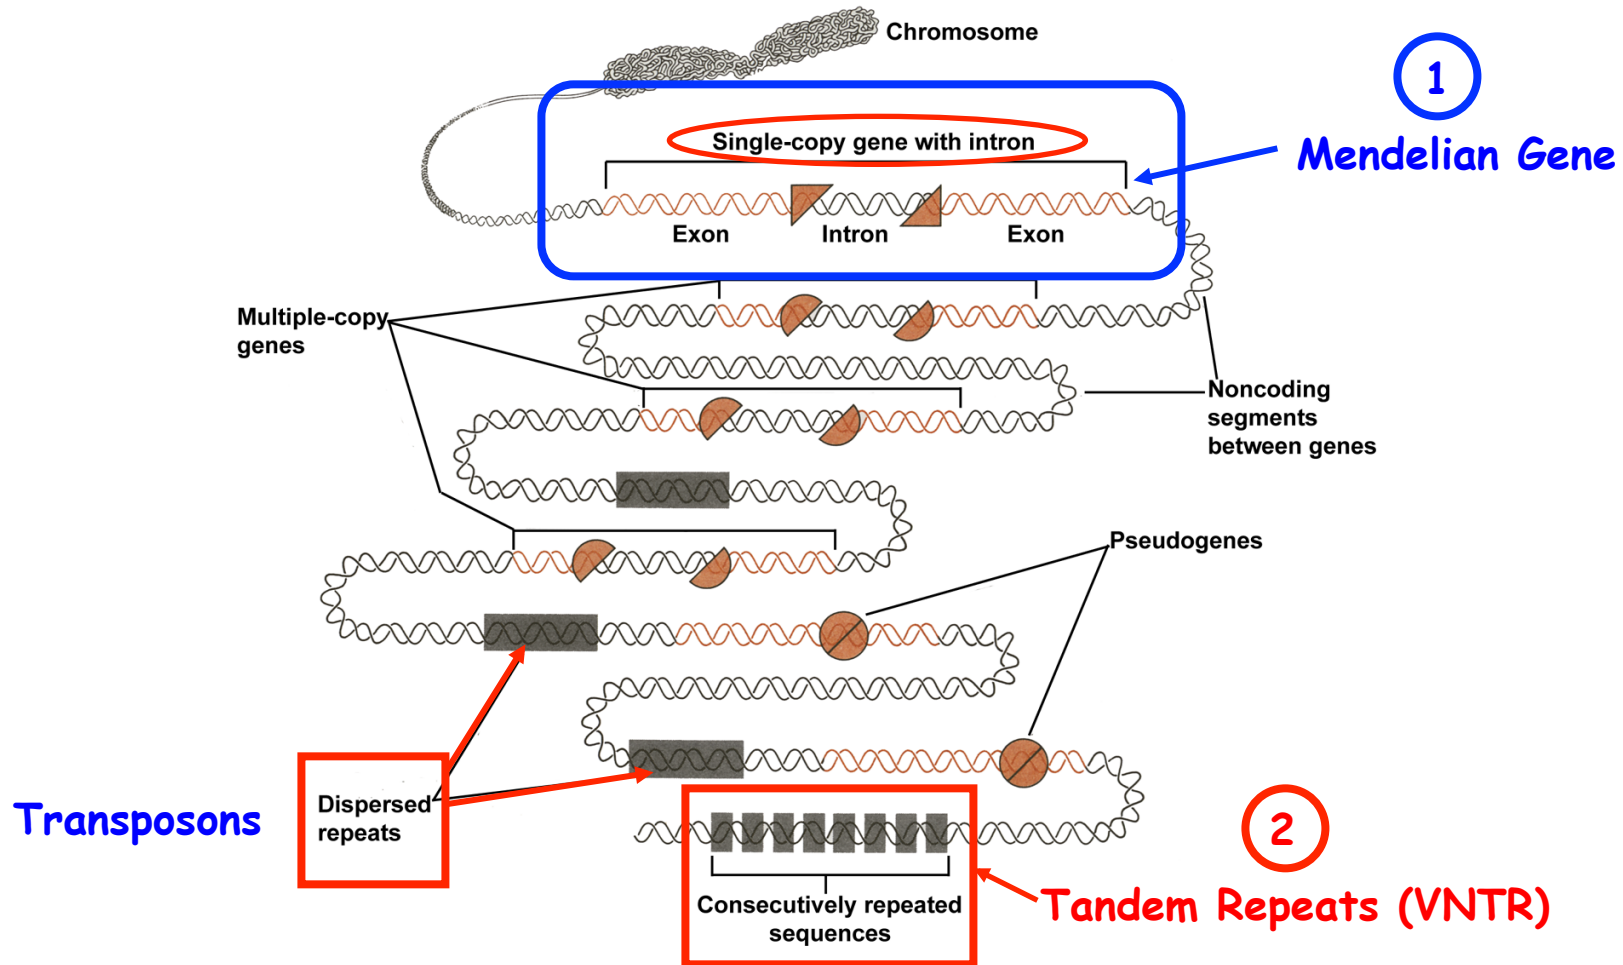 Chromosome
1
Single-copy gene with intron
Mendelian Gene
Exon
Intron
Exon
Multiple-copy
genes
Noncoding
segments
between genes
Pseudogenes
Transposons
Dispersed
repeats
2
Consecutively repeated
sequences
Tandem Repeats (VNTR)